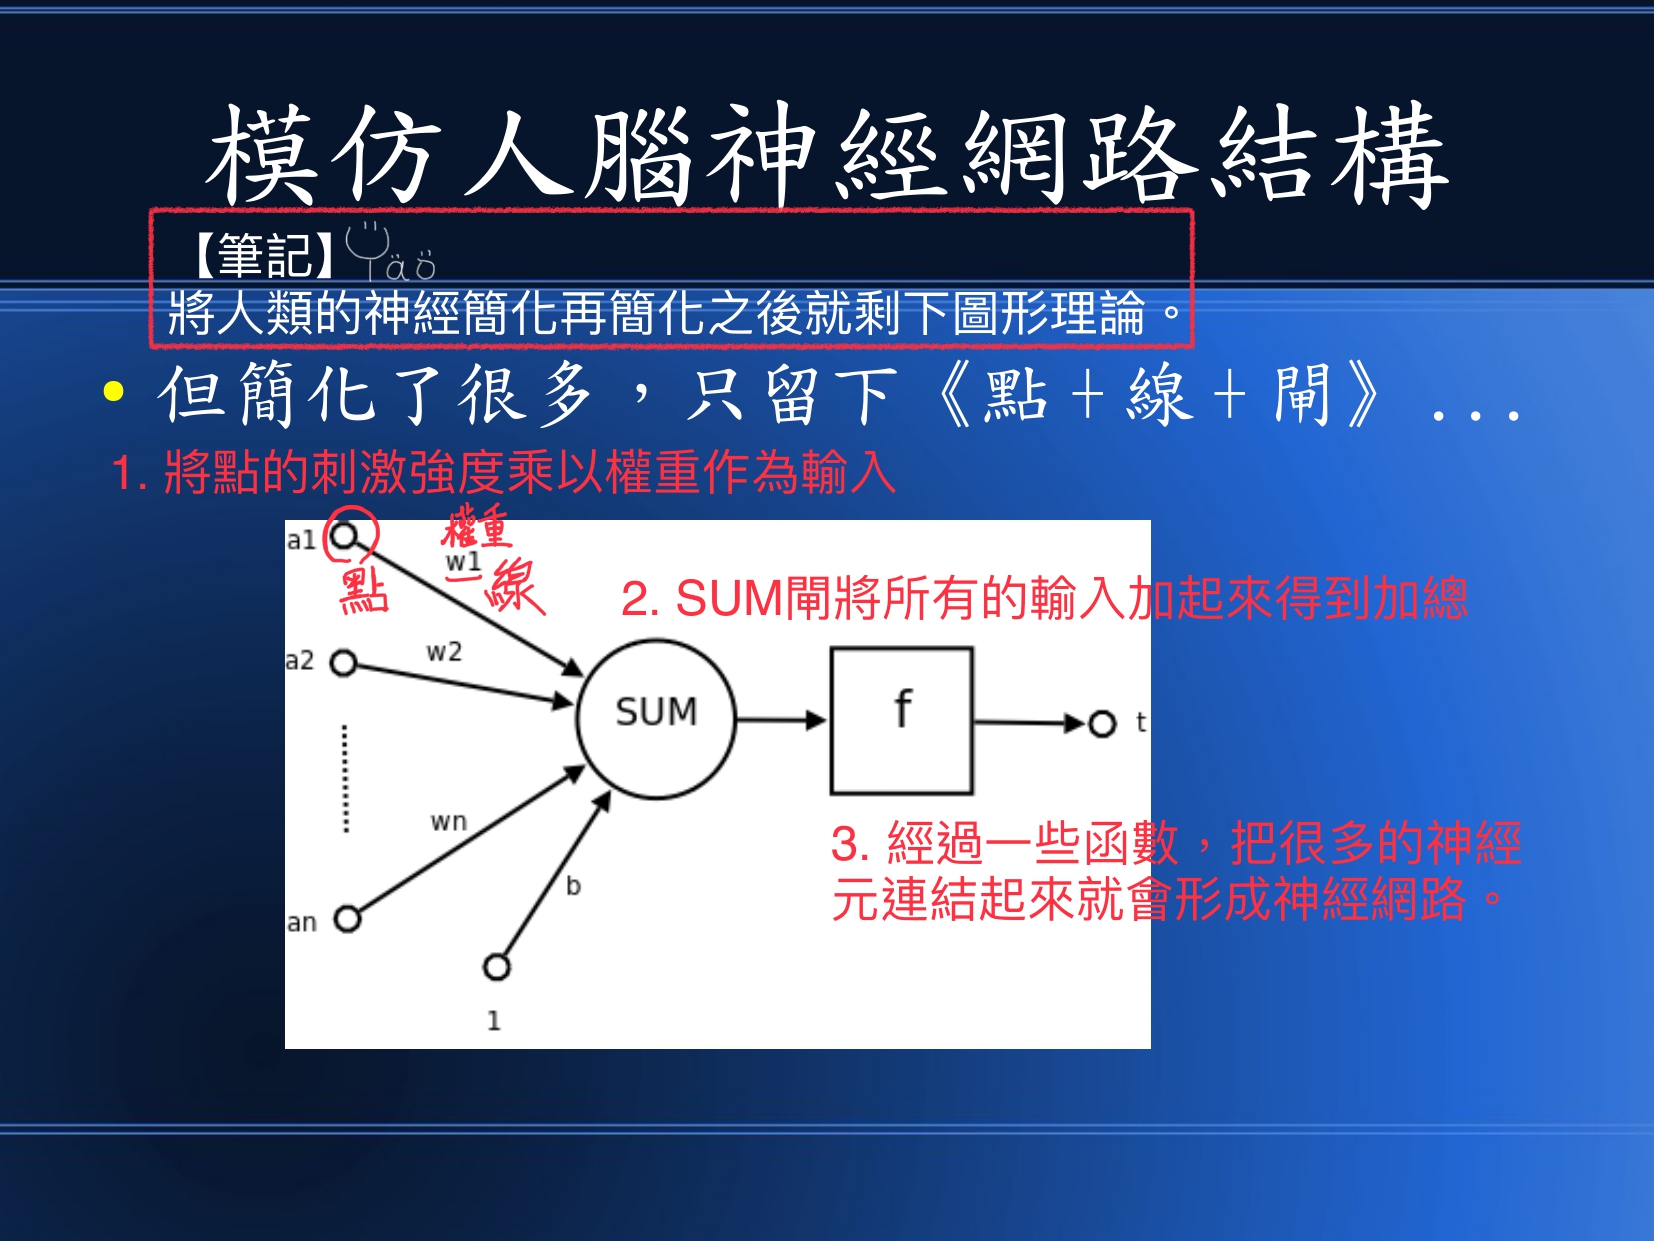 模仿人腦神經網路結構
【筆記】
將人類的神經簡化再簡化之後就剩下圖形理論。
• 但簡化了很多，只留下《點＋線＋閘》...
1. 將點的刺激強度乘以權重作為輸入
權重
a1
w1
點
線
2. SUM閘將所有的輸入加起來得到加總
a2
w2
SUM
f
t
wn
3. 經過一些函數，把很多的神經
元連結起來就會形成神經網路。
b
an
1